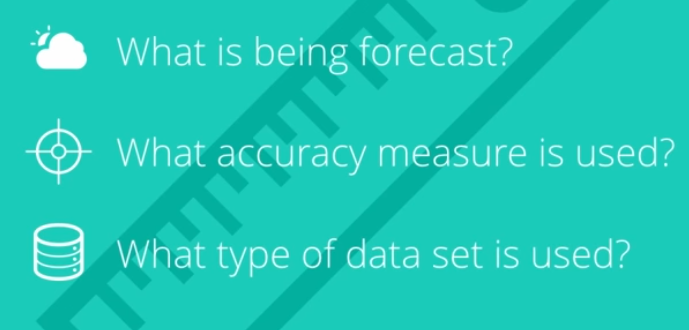 What is being forecast?
What accuracy measure is used?
What type of data set is used?